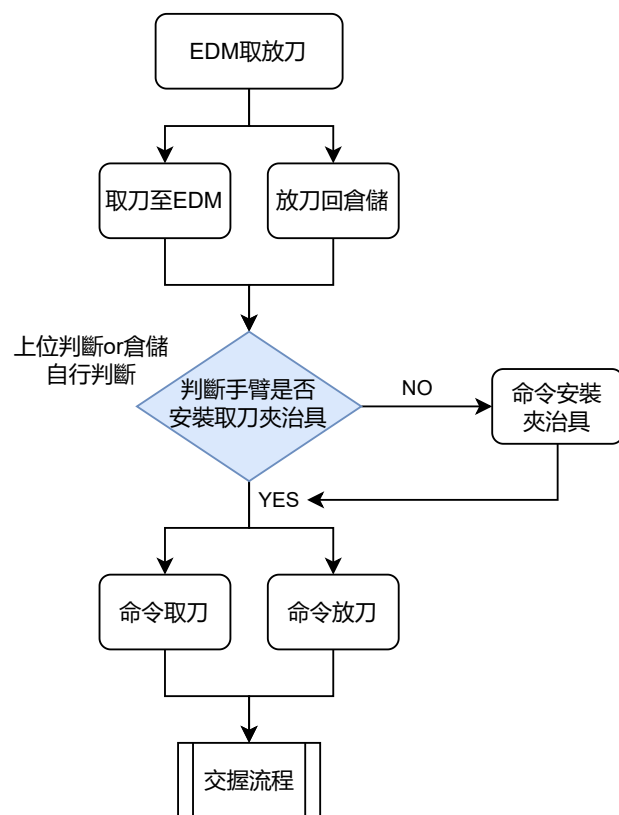 EDM取放刀
取刀至EDM
放刀回倉儲
上位判斷or倉儲
自行判斷
判斷手臂是否
安裝取刀夾治具
NO
命令安裝
夾治具
YES
命令取刀
命令放刀
交握流程